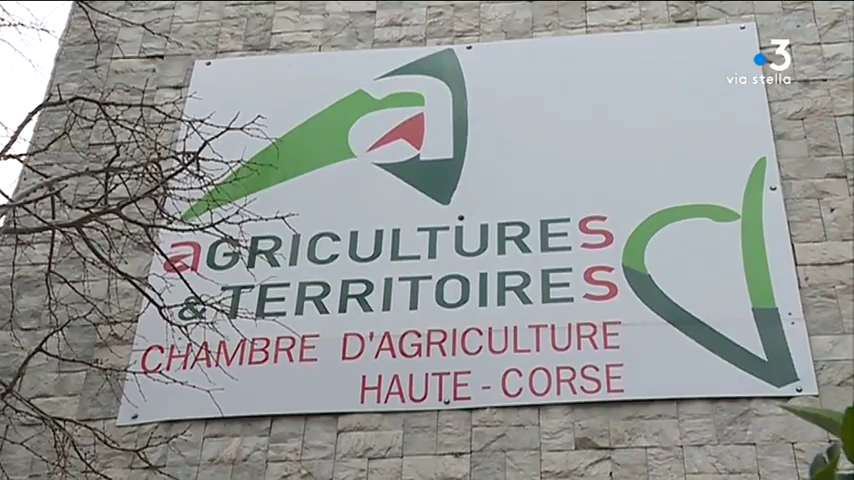 3
via stella
a
aGRICULTURES
& TERRITOIRES
CHAMBRE D'AGRICULTURE
HAUTE-CORSE